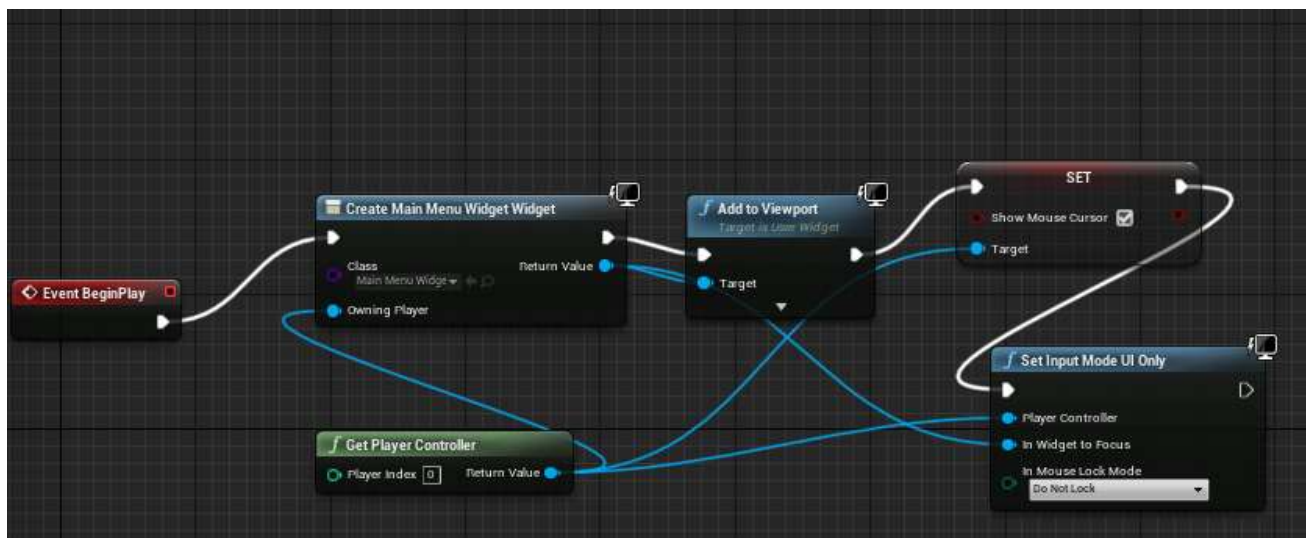 Event BeginPlay
Create Main Menu Widget Widget
Class
Main Menu Widge
Return Value
Owning Player
Add to Viewport
Target is User Widget
Target
SET
Show Mouse Cursor
Target
Get Player Controller
Player Index 0 Return Value
Set Input Mode UI Only
Player Controller
In Widget to Focus
In Mouse Lock Mode
Do Not Lock